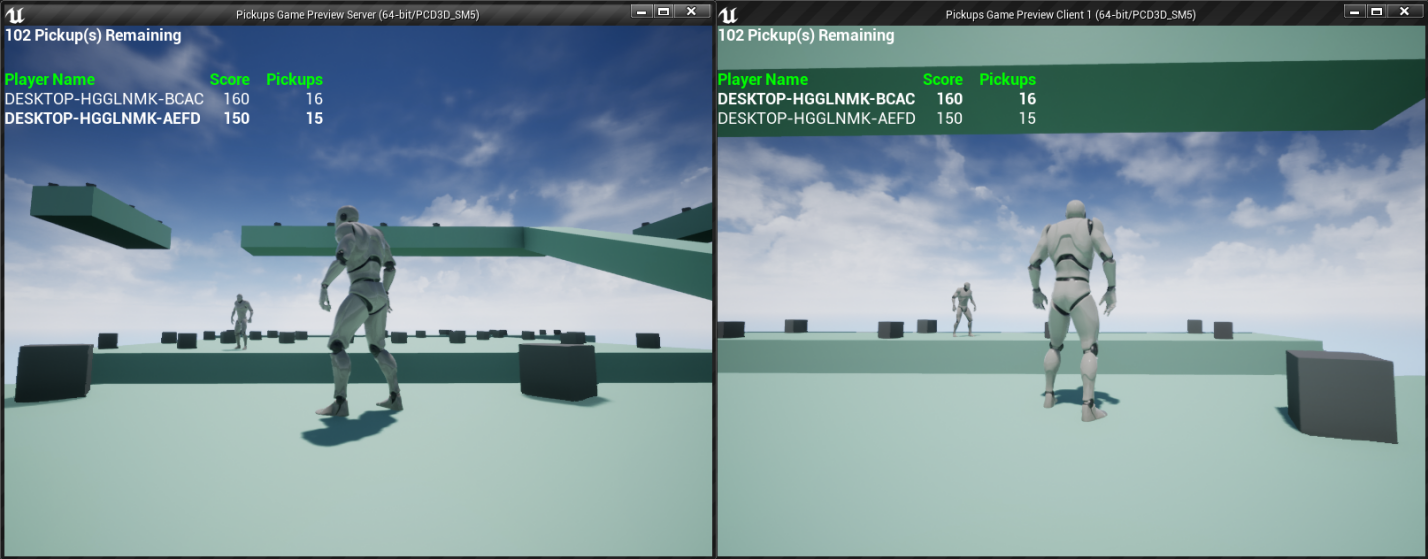 Pickups Game Preview Server (64-bit/PCD3D_SM5)
102 Pickup(s) Remaining
Player Name Score Pickups
DESKTOP-HGGLNMK-BCAC 160 16
DESKTOP-HGGLNMK-AEFD 150 15
Pickups Game Preview Client 1 (64-bit/PCD3D_SM5)
102 Pickup(s) Remaining
Player Name Score Pickups
DESKTOP-HGGLNMK-BCAC 160 16
DESKTOP-HGGLNMK-AEFD 150 15